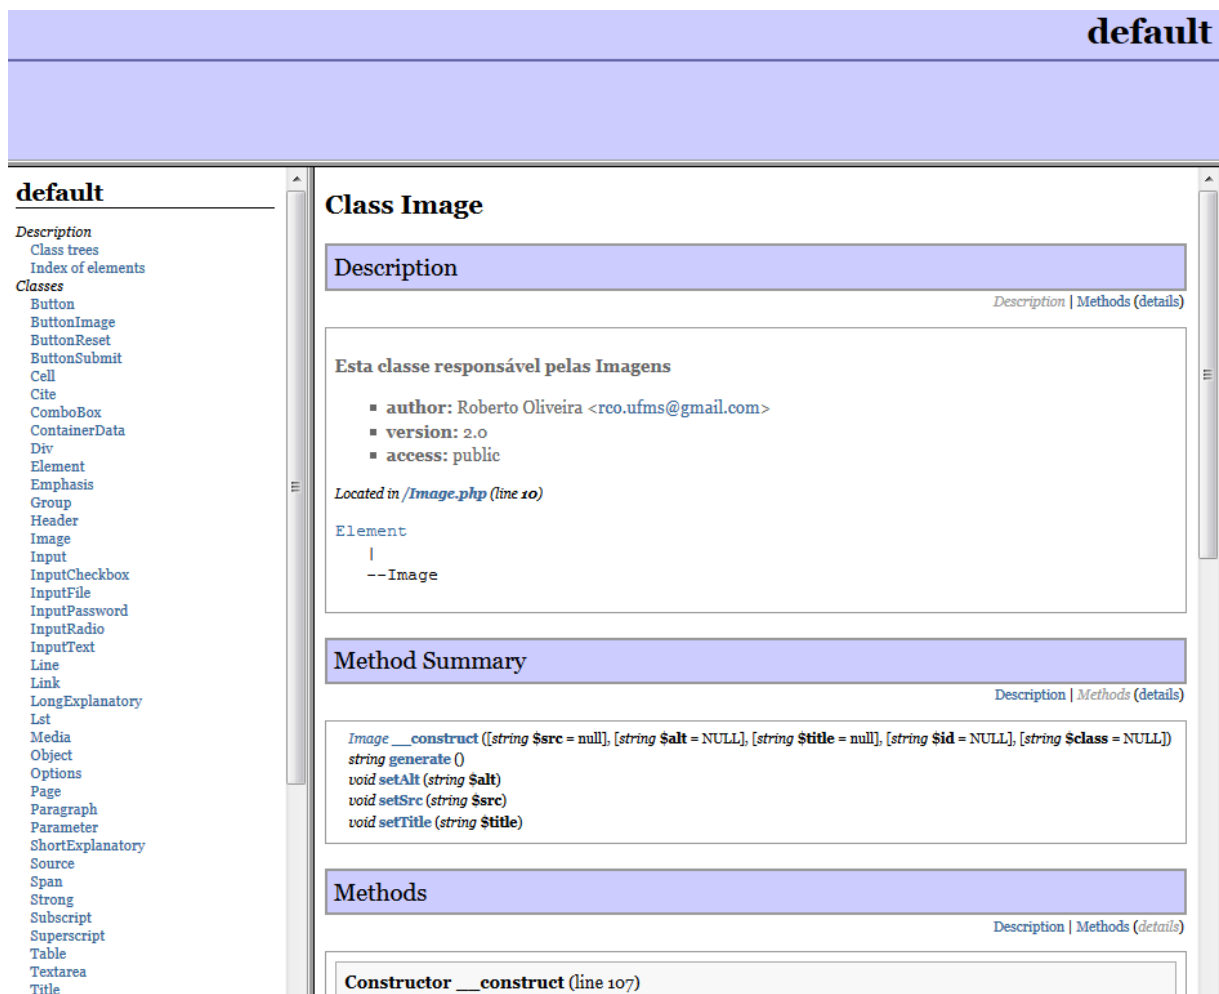 default
default
Description
Class trees
Index of elements
Classes
Button
ButtonImage
ButtonReset
ButtonSubmit
Cell
Cite
ComboBox
ContainerData
Div
Element
Emphasis
Group
Header
Image
Input
InputCheckbox
InputFile
InputPassword
InputRadio
InputText
Line
Link
LongExplanatory
Lst
Media
Object
Options
Page
Paragraph
Parameter
ShortExplanatory
Source
Span
Strong
Subscript
Superscript
Table
Textarea
Title
Class Image
Description
Description | Methods (details)
Esta classe responsável pelas Imagens
author: Roberto Oliveira <rco.ufms@gmail.com>
version: 2.0
access: public
Located in /Image.php (line 10)
Element
|
--Image
Method Summary
Description | Methods (details)
Image __construct ([string $src = null], [string $alt = NULL], [string $title = null], [string $id = NULL], [string $class = NULL])
string generate ()
void setAlt (string $alt)
void setSrc (string $src)
void setTitle (string $title)
Methods
Description | Methods (details)
Constructor __construct (line 107)